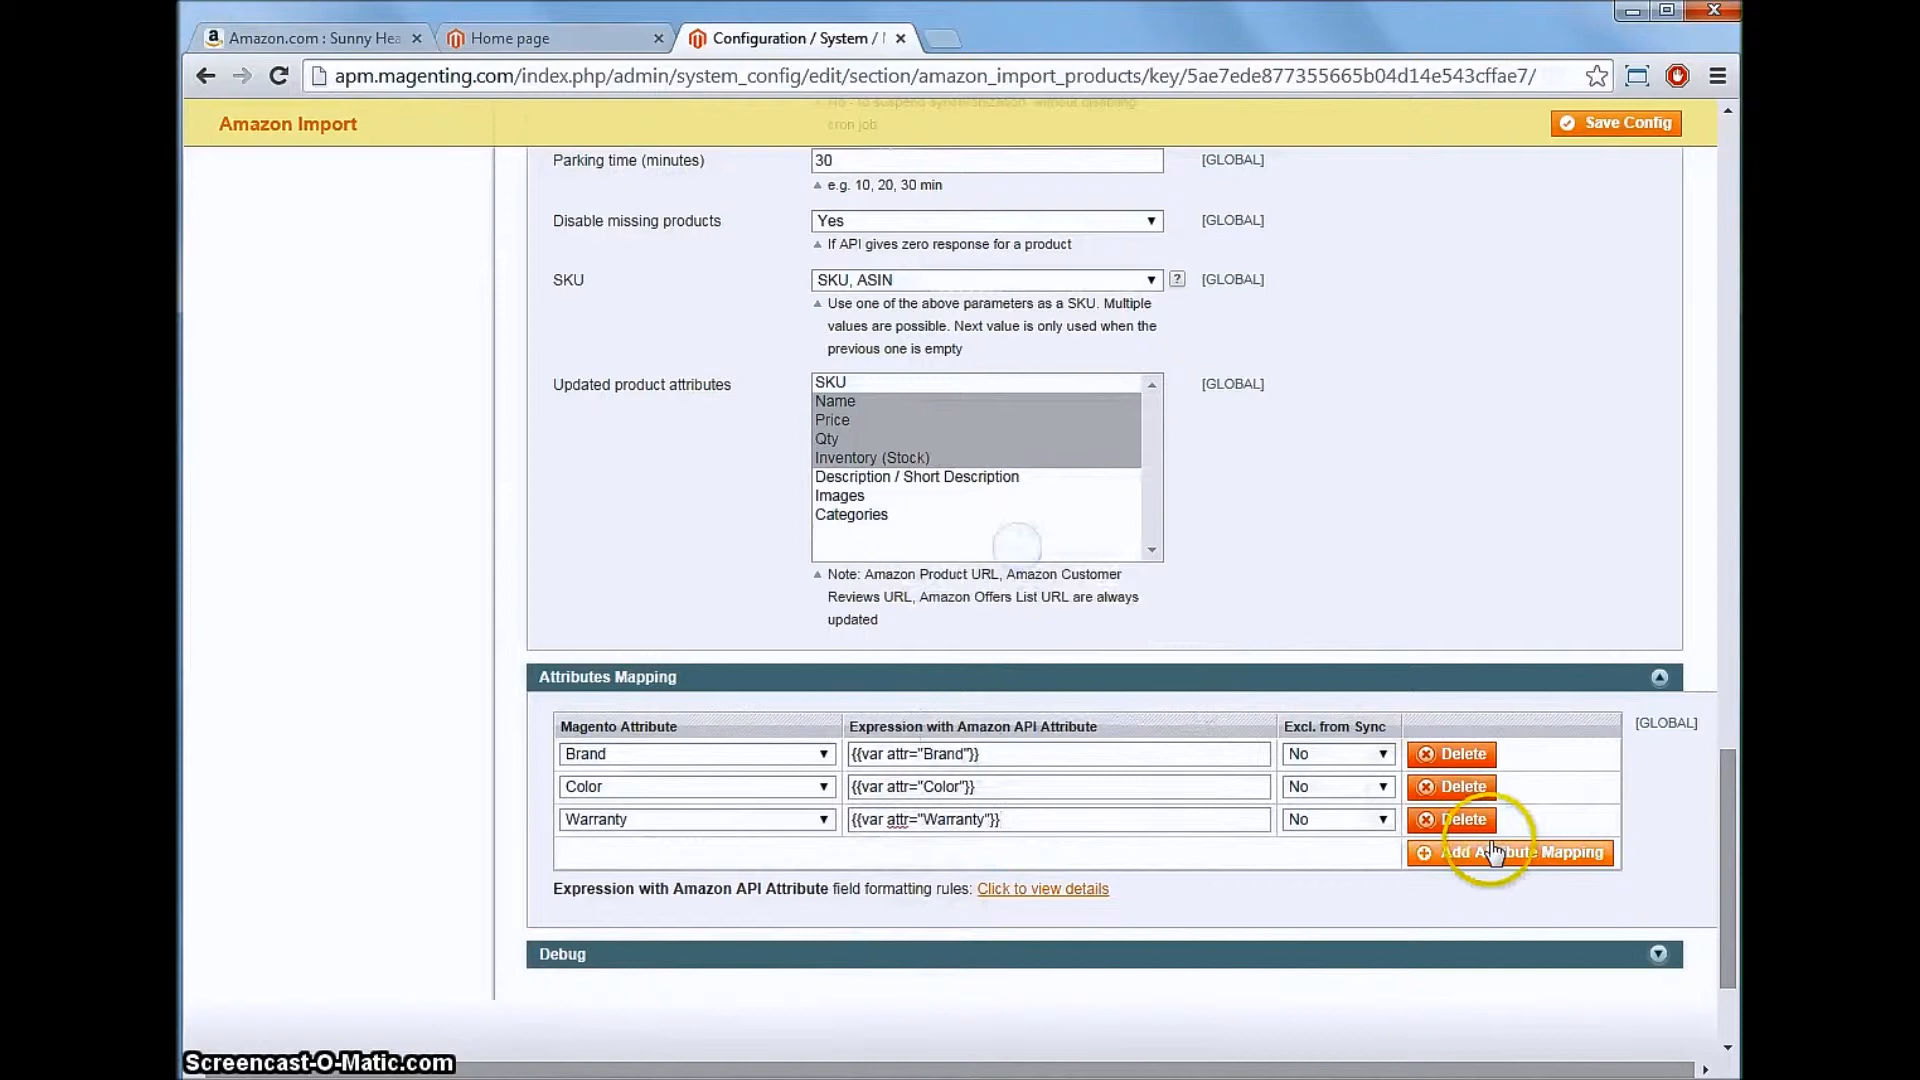 Amazon.com : Sunny Hea
Home page
Configuration / System /
apm.magenting.com/index.php/admin/system_config/edit/section/amazon_import_products/key/5ae7ede877355665b04d14e543cffae7/
Amazon Import
Save Config
cron job
Parking time (minutes)
30
[GLOBAL]
e.g. 10, 20, 30 min
Disable missing products
Yes
[GLOBAL]
If API gives zero response for a product
SKU
SKU, ASIN
?
[GLOBAL]
Use one of the above parameters as a SKU. Multiple
values are possible. Next value is only used when the
previous one is empty
Updated product attributes
SKU
Name
Price
Qty
Inventory (Stock)
Description / Short Description
Images
Categories
[GLOBAL]
Note: Amazon Product URL, Amazon Customer
Reviews URL, Amazon Offers List URL are always
updated
Attributes Mapping
Magento Attribute
Expression with Amazon API Attribute
Excl. from Sync
[GLOBAL]
Brand
{{var attr="Brand"}}
No
Delete
Color
{{var attr="Color"}}
No
Delete
Warranty
{{var attr="Warranty"}}
No
Delete
Add Attribute Mapping
Expression with Amazon API Attribute field formatting rules: Click to view details
Debug
Screencast-O-Matic.com